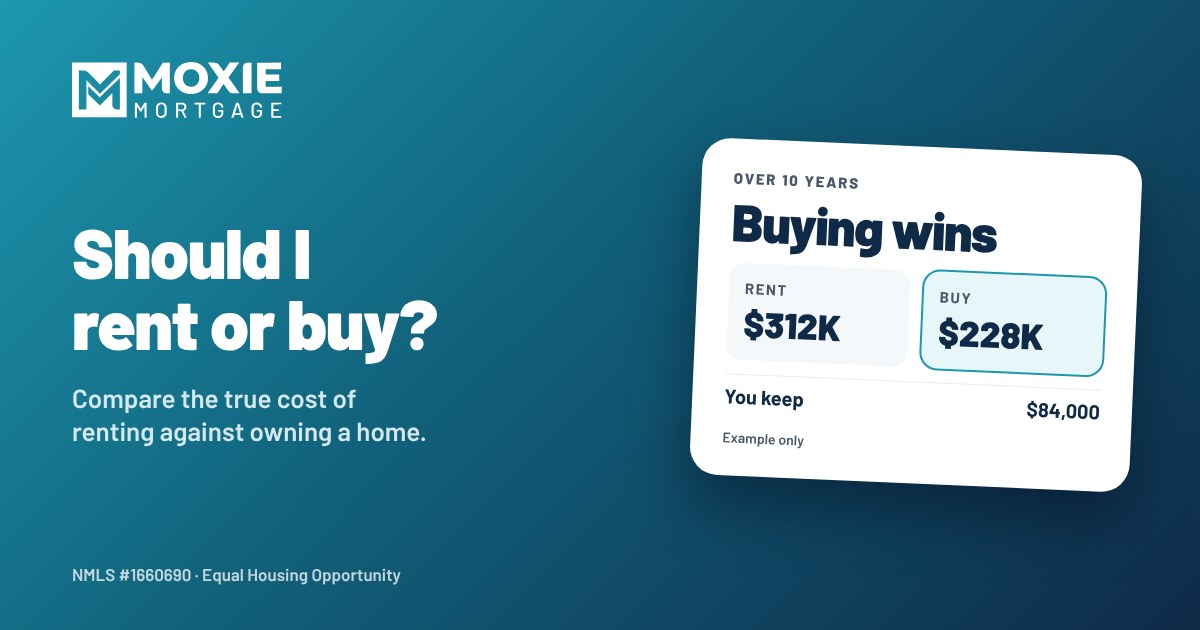 MOXIE
MORTGAGE
Should I
rent or buy?
Compare the true cost of
renting against owning a home.
NMLS #1660690 · Equal Housing Opportunity
OVER 10 YEARS
Buying wins
RENT
$312K
BUY
$228K
You keep
$84,000
Example only